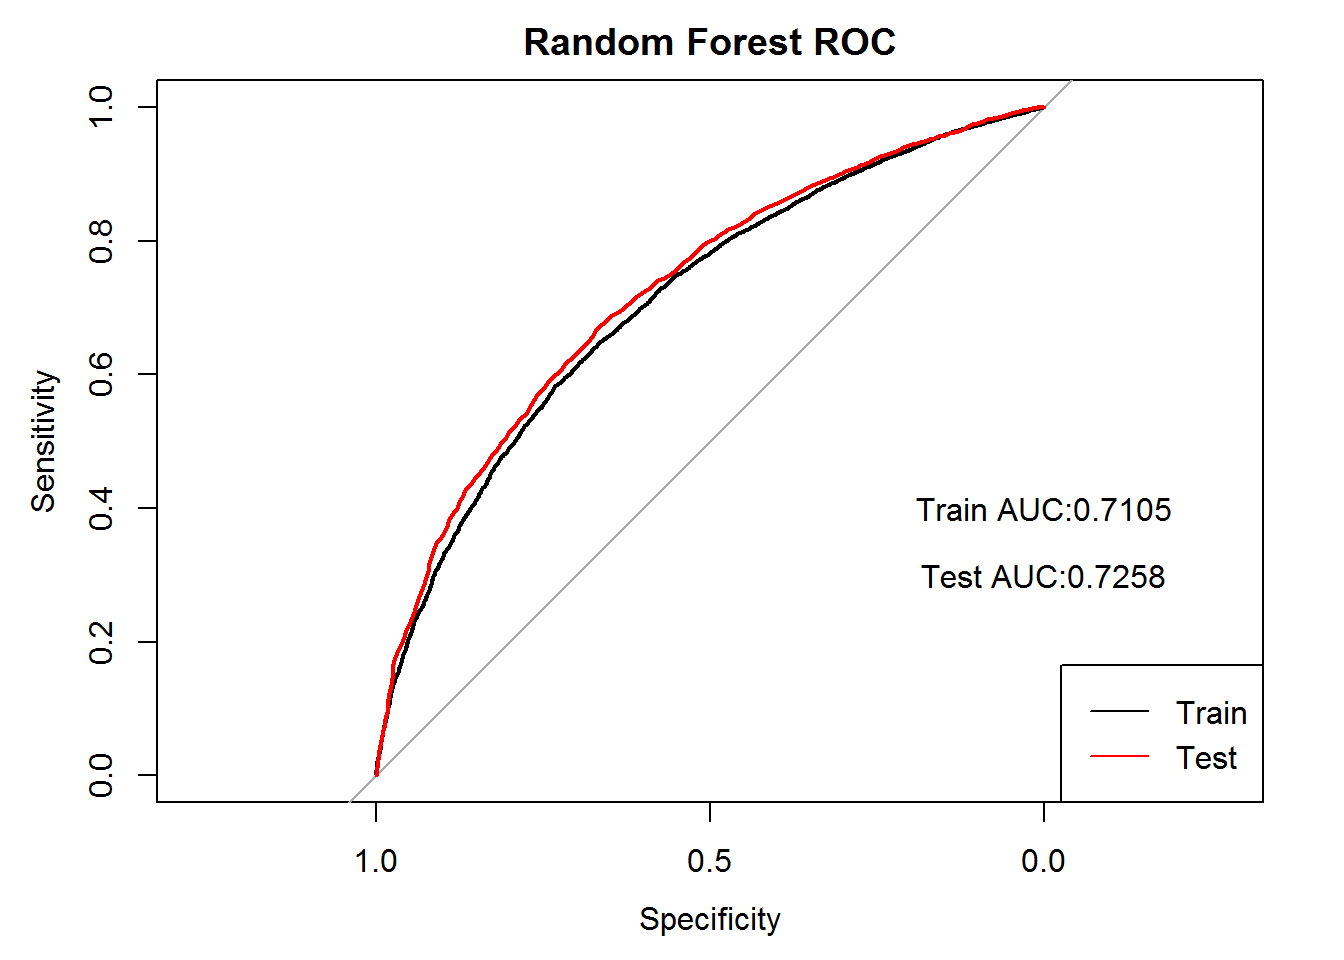 Random Forest ROC
Sensitivity
1.0
0.8
0.6
0.4
0.2
0.0
Train AUC:0.7105
Test AUC:0.7258
Train
Test
1.0 0.5 0.0
Specificity